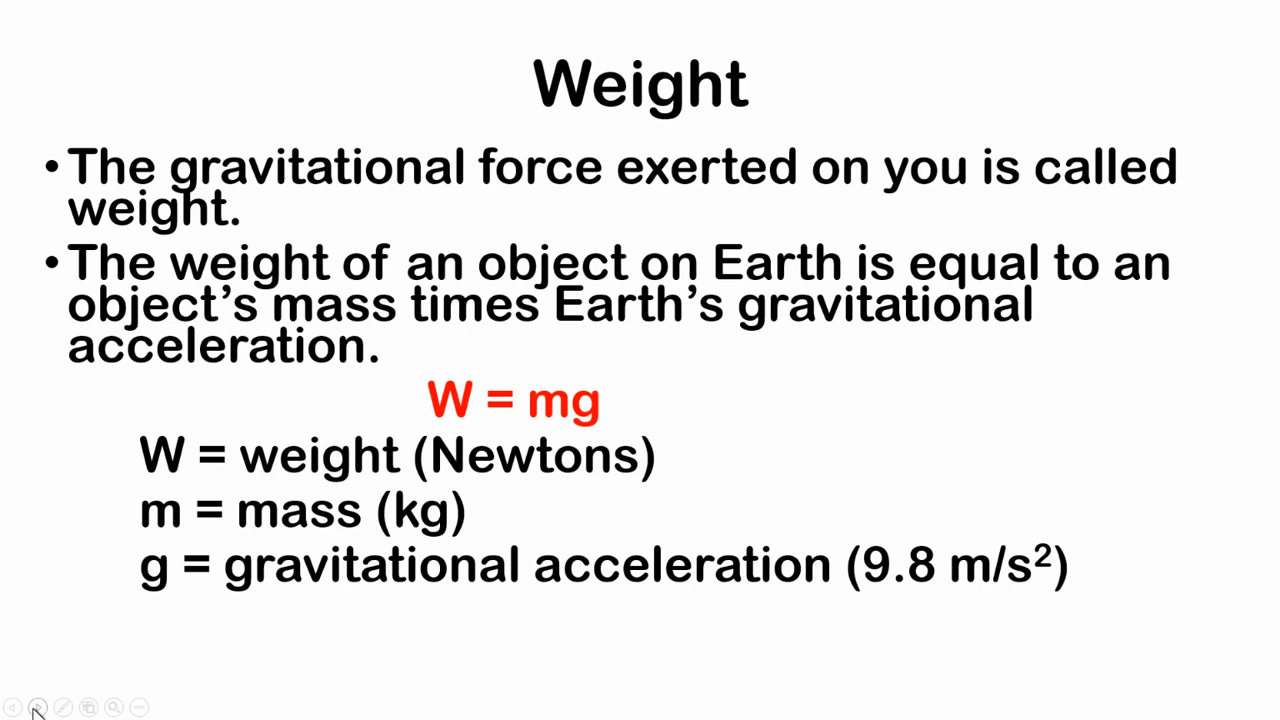 Weight
• The gravitational force exerted on you is called
weight.
• The weight of an object on Earth is equal to an
object’s mass times Earth’s gravitational
acceleration.
W = mg
W = weight (Newtons)
m = mass (kg)
g = gravitational acceleration (9.8 m/s²)